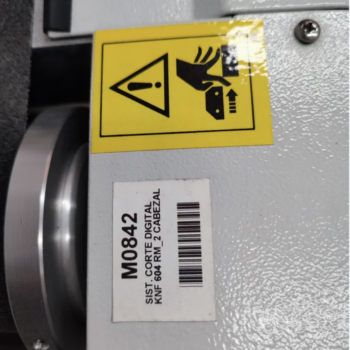 M0842
SIST. CORTE DIGITAL
KNF 604 RM_2 CABEZAL